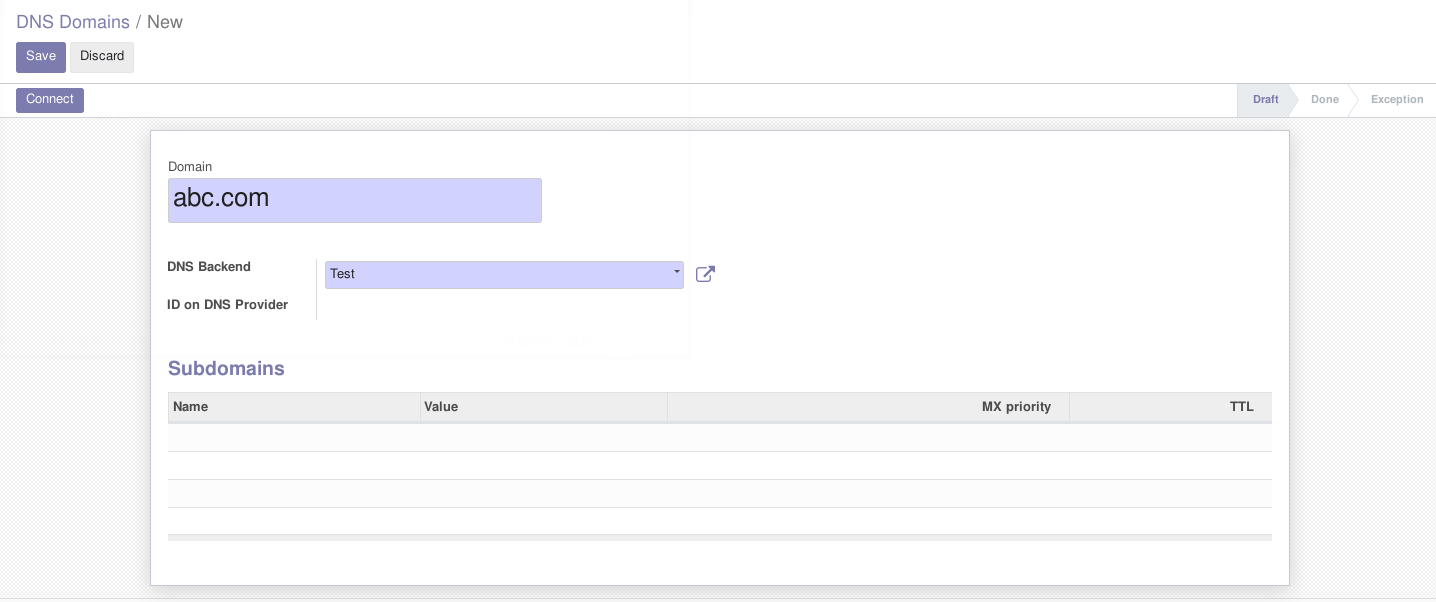 DNS Domains / New
Save Discard
Connect Draft Done Exception
Domain
abc.com
DNS Backend Test
ID on DNS Provider
Subdomains
Name Value MX priority TTL